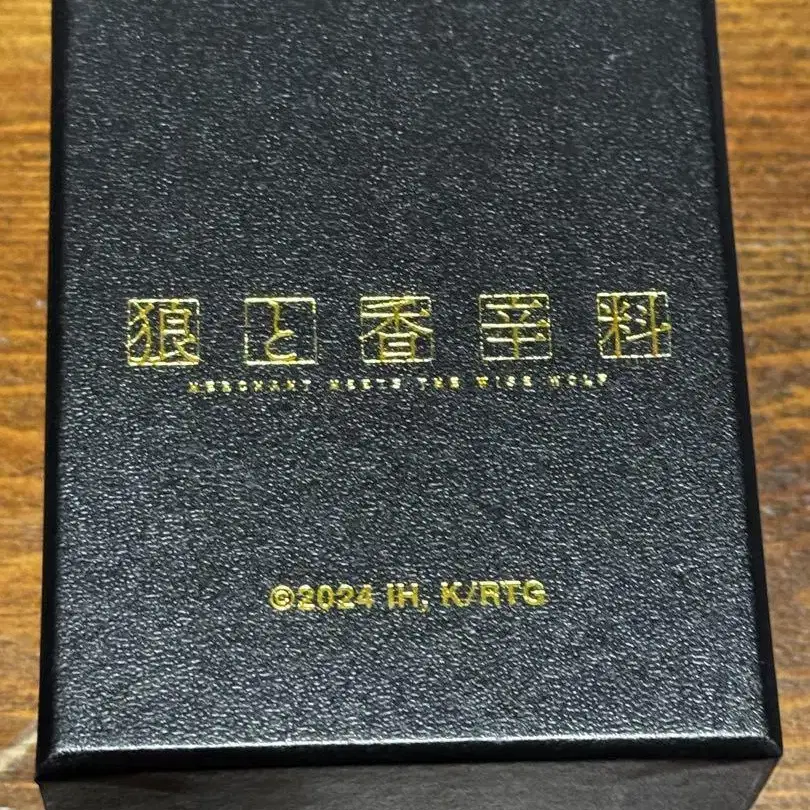 狼と香辛料
MERCHANT MEETS THE WISE WOLF
©2024 IH, K/RTG